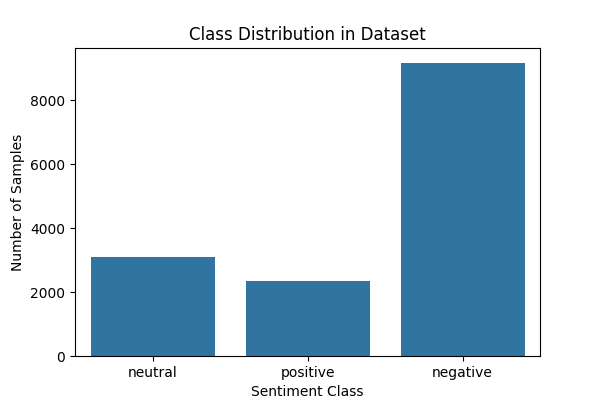 Class Distribution in Dataset
Number of Samples
8000
6000
4000
2000
0
neutral positive negative
Sentiment Class